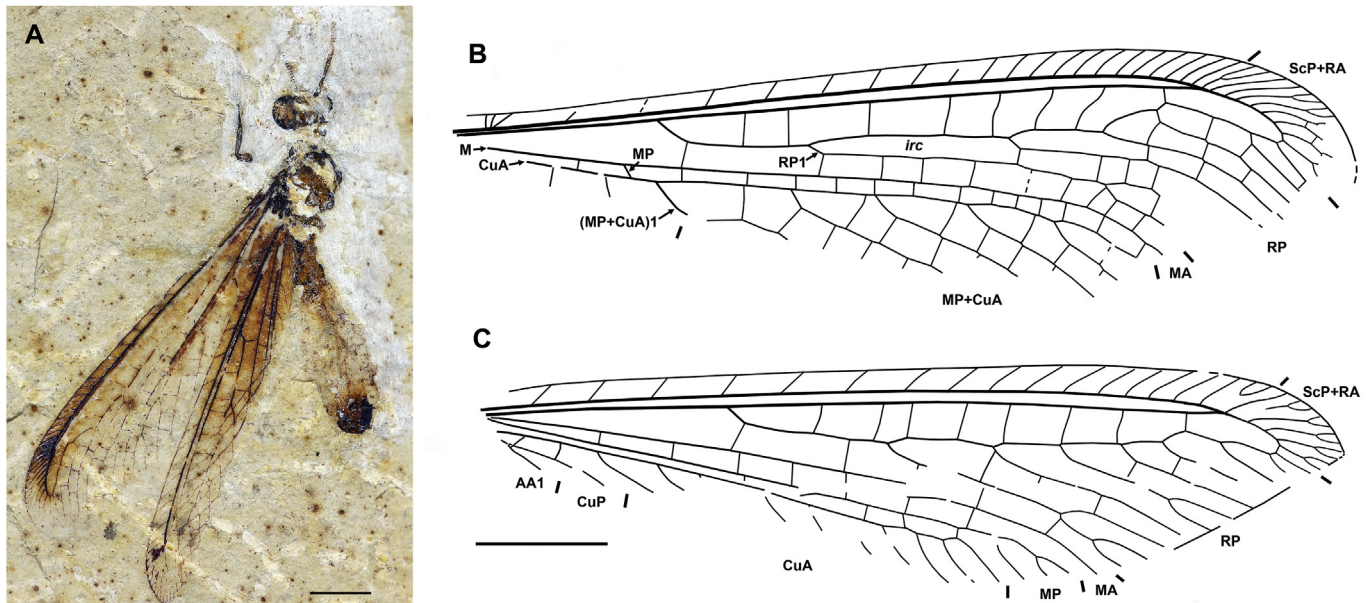 A
B
ScP+RA
M
CuA
MP
RP1
irc
(MP+CuA)1
RP
MA
MP+CuA
C
ScP+RA
AA1
CuP
RP
CuA
MP
MA